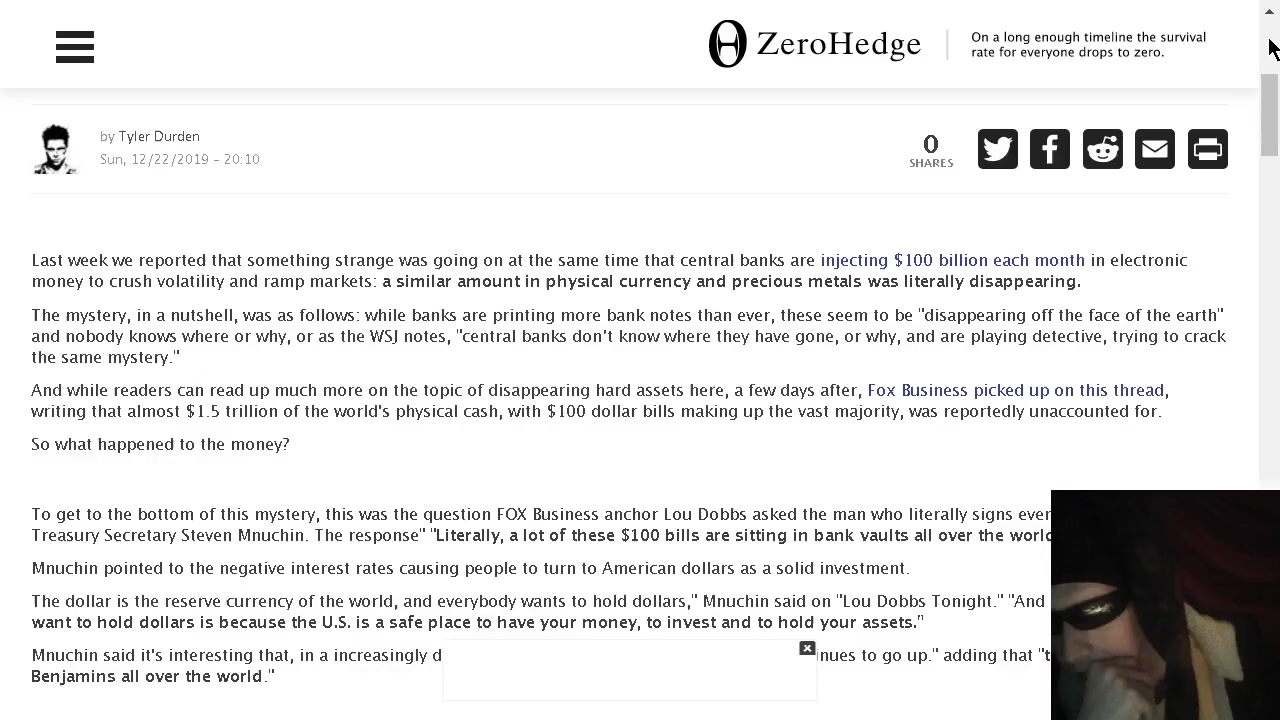 ZeroHedge
On a long enough timeline the survival
rate for everyone drops to zero.
by Tyler Durden
Sun, 12/22/2019 - 20:10
0
SHARES
Last week we reported that something strange was going on at the same time that central banks are injecting $100 billion each month in electronic
money to crush volatility and ramp markets: a similar amount in physical currency and precious metals was literally disappearing.
The mystery, in a nutshell, was as follows: while banks are printing more bank notes than ever, these seem to be "disappearing off the face of the earth"
and nobody knows where or why, or as the WSJ notes, "central banks don't know where they have gone, or why, and are playing detective, trying to crack
the same mystery."
And while readers can read up much more on the topic of disappearing hard assets here, a few days after, Fox Business picked up on this thread,
writing that almost $1.5 trillion of the world's physical cash, with $100 dollar bills making up the vast majority, was reportedly unaccounted for.
So what happened to the money?
To get to the bottom of this mystery, this was the question FOX Business anchor Lou Dobbs asked the man who literally signs
Treasury Secretary Steven Mnuchin. The response" "Literally, a lot of these $100 bills are sitting in bank vaults all over the world
Mnuchin pointed to the negative interest rates causing people to turn to American dollars as a solid investment.
The dollar is the reserve currency of the world, and everybody wants to hold dollars," Mnuchin said on "Lou Dobbs Tonight." "And
want to hold dollars is because the U.S. is a safe place to have your money, to invest and to hold your assets."
Mnuchin said it's interesting that, in a increasingly to go up." adding that
Benjamins all over the world."